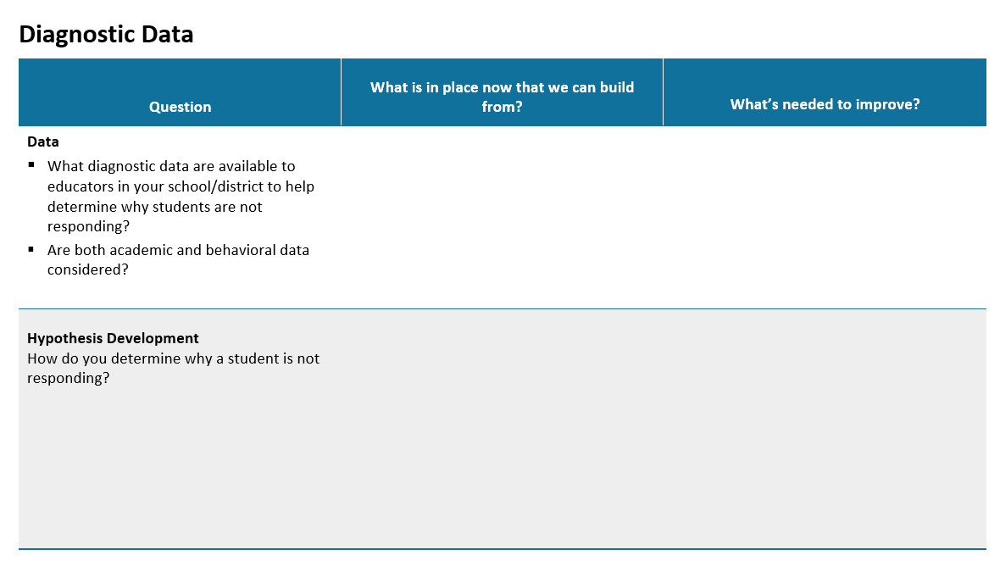 Diagnostic Data
Question
What is in place now that we can build
from?
What’s needed to improve?
Data
▪ What diagnostic data are available to
educators in your school/district to help
determine why students are not
responding?
▪ Are both academic and behavioral data
considered?
Hypothesis Development
How do you determine why a student is not
responding?